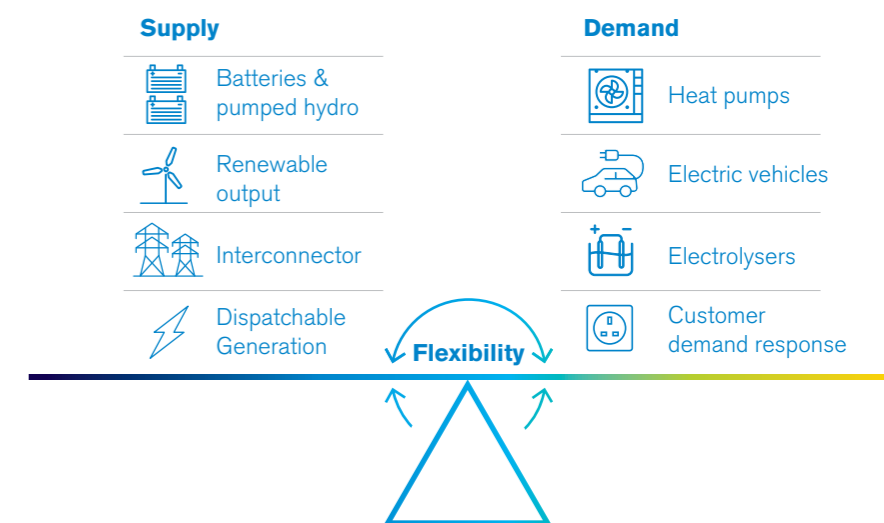 Supply
Batteries &
pumped hydro
Renewable
output
Interconnector
Dispatchable
Generation
Demand
Heat pumps
Electric vehicles
+ -
Electrolysers
Customer
demand response
Flexibility